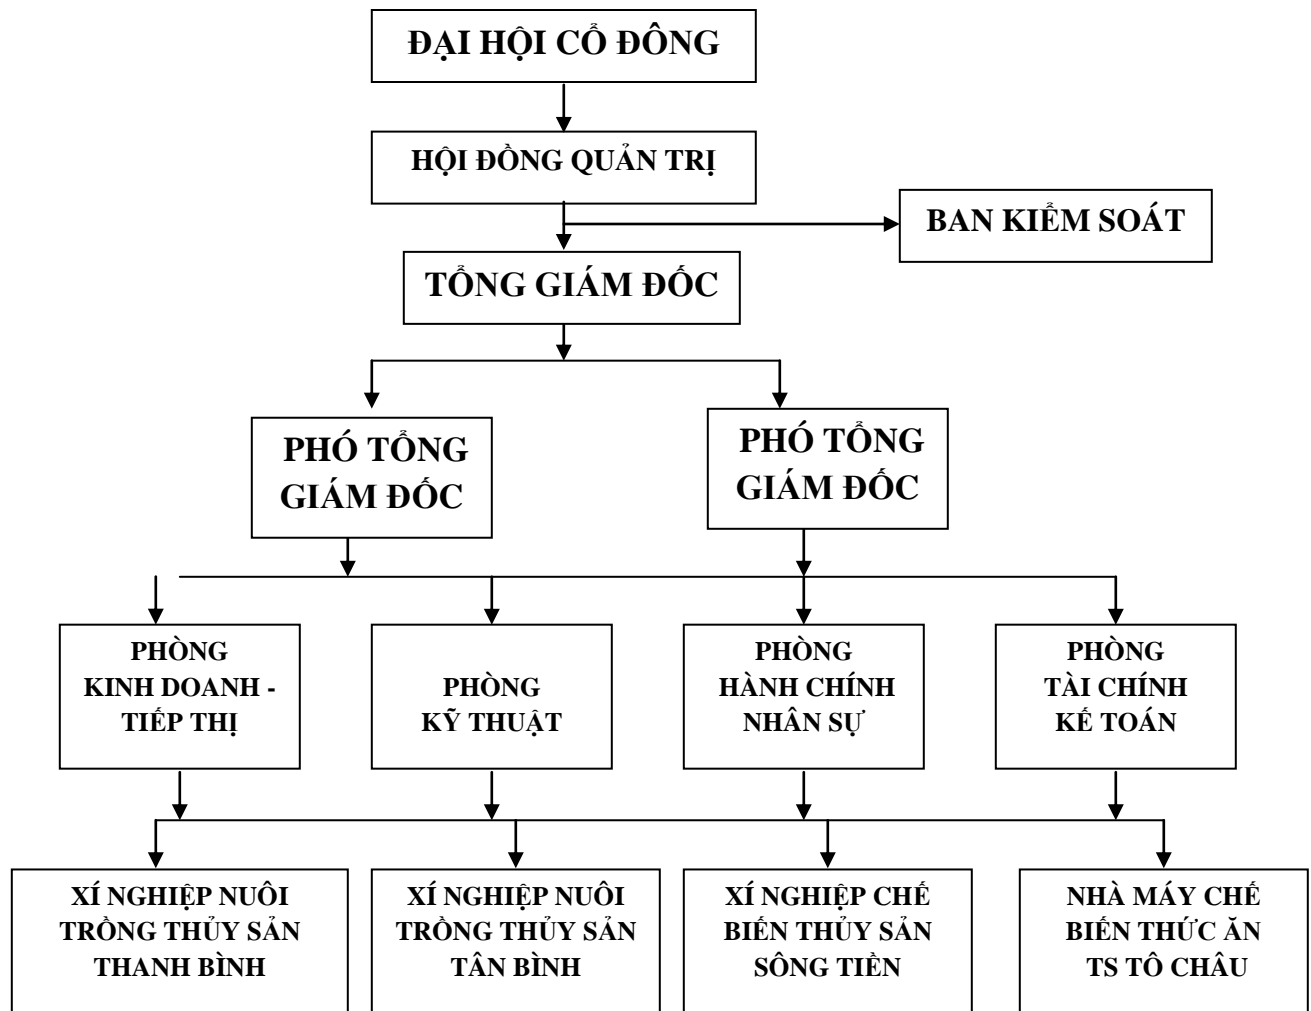 ĐẠI HỘI CỔ ĐÔNG
HỘI ĐỒNG QUẢN TRỊ
BAN KIỂM SOÁT
TỔNG GIÁM ĐỐC
PHÓ TỔNG
GIÁM ĐỐC
PHÓ TỔNG
GIÁM ĐỐC
PHÒNG
KINH DOANH -
TIẾP THỊ
PHÒNG
KỸ THUẬT
PHÒNG
HÀNH CHÍNH
NHÂN SỰ
PHÒNG
TÀI CHÍNH
KẾ TOÁN
XÍ NGHIỆP NUÔI
TRỒNG THỦY SẢN
THANH BÌNH
XÍ NGHIỆP NUÔI
TRỒNG THỦY SẢN
TÂN BÌNH
XÍ NGHIỆP CHẾ
BIẾN THỦY SẢN
SÔNG TIỀN
NHÀ MÁY CHẾ
BIẾN THỨC ĂN
TS TÔ CHÂU